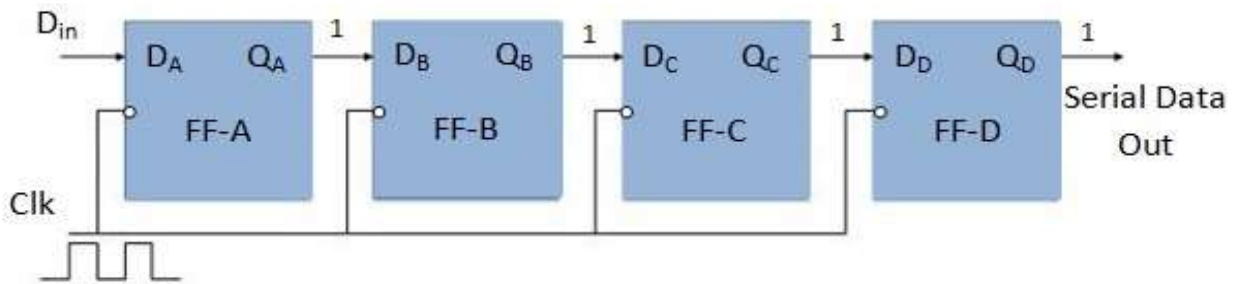 D_in
D_A Q_A 1 D_B Q_B 1 D_C Q_C 1 D_D Q_D 1
Serial Data
Out
FF-A FF-B FF-C FF-D
Clk